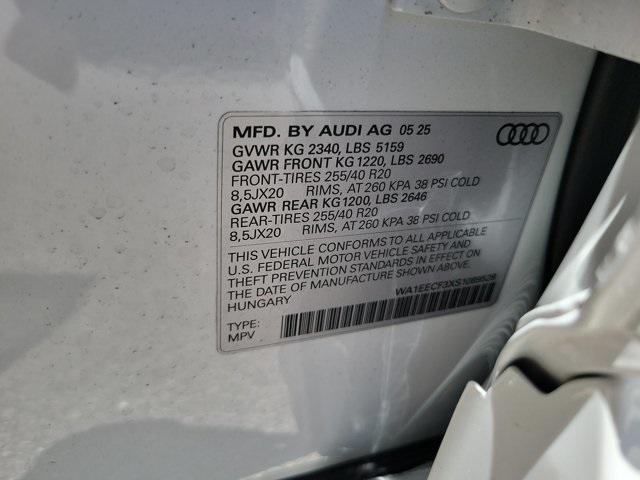 MFD. BY AUDI AG 05 25
GVWR KG 2340, LBS 5159
GAWR FRONT KG 1220, LBS 2690
FRONT-TIRES 255/40 R20
8,5JX20 RIMS, AT 260 KPA 38 PSI COLD
GAWR REAR KG 1200, LBS 2646
REAR-TIRES 255/40 R20
8,5JX20 RIMS, AT 260 KPA 38 PSI COLD
THIS VEHICLE CONFORMS TO ALL APPLICABLE
U.S. FEDERAL MOTOR VEHICLE SAFETY AND
THEFT PREVENTION STANDARDS IN EFFECT ON
THE DATE OF MANUFACTURE SHOWN ABOVE.
HUNGARY
TYPE:
MPV